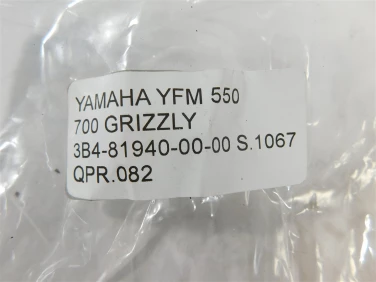 YAMAHA YFM 550
700 GRIZZLY
3B4-81940-00-00 S.1067
QPR.082